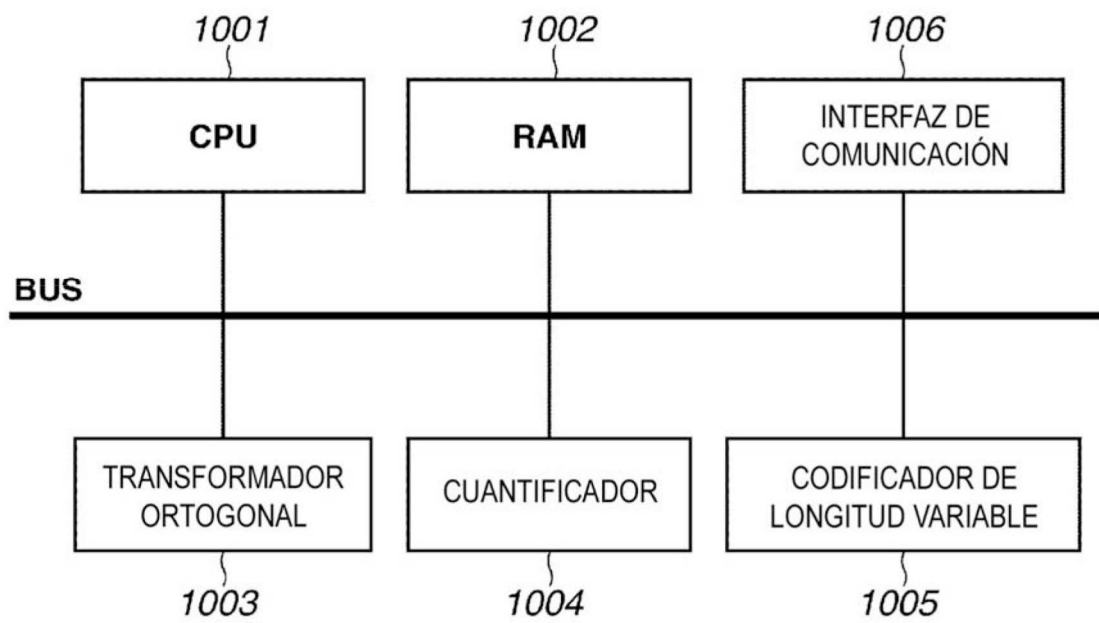 1001 1002 1006
CPU RAM INTERFAZ DE
COMUNICACIÓN
BUS
TRANSFORMADOR
ORTOGONAL
CUANTIFICADOR
CODIFICADOR DE
LONGITUD VARIABLE
1003 1004 1005